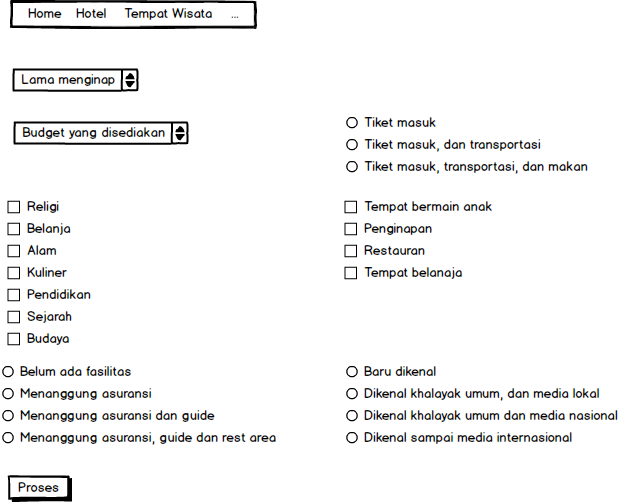 Home Hotel Tempat Wisata ...
Lama menginap
Budget yang disediakan
Tiket masuk
Tiket masuk, dan transportasi
Tiket masuk, transportasi, dan makan
Religi
Belanja
Alam
Kuliner
Pendidikan
Sejarah
Budaya
Tempat bermain anak
Penginapan
Restauran
Tempat belanaja
Belum ada fasilitas
Menanggung asuransi
Menanggung asuransi dan guide
Menanggung asuransi, guide dan rest area
Baru dikenal
Dikenal khalayak umum, dan media lokal
Dikenal khalayak umum dan media nasional
Dikenal sampai media internasional
Proses